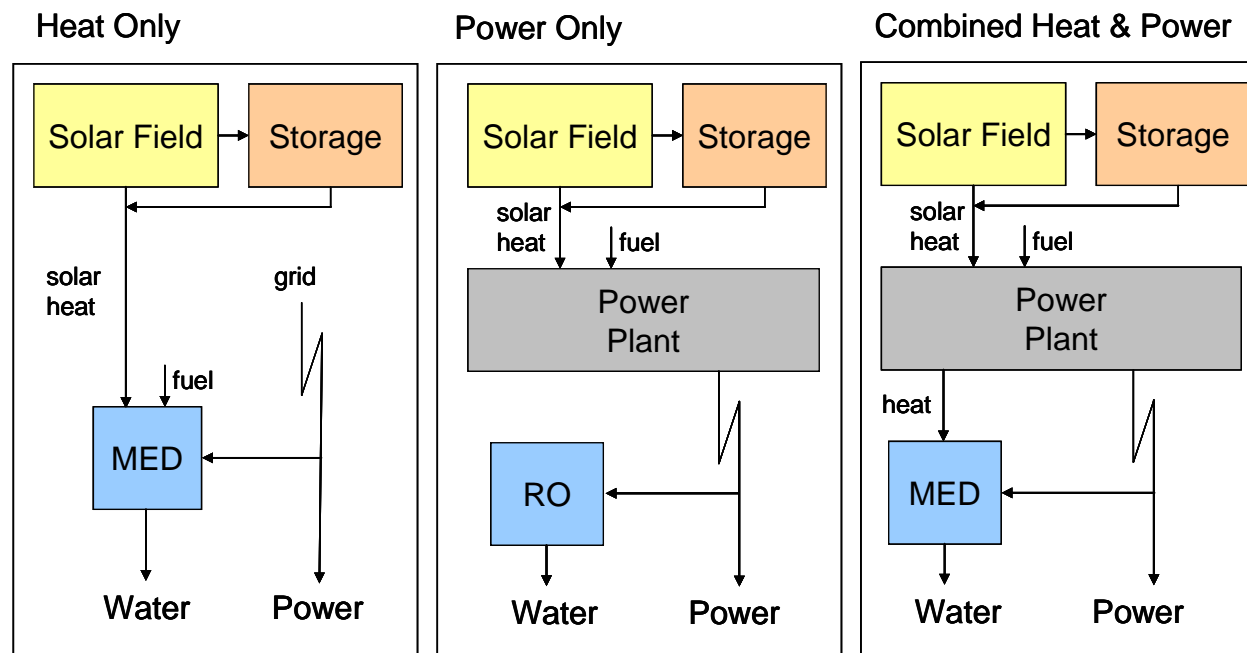 Heat Only
Solar Field
Storage
solar
heat
grid
fuel
MED
Water
Power
Power Only
Solar Field
Storage
solar
heat
fuel
Power
Plant
RO
Water
Power
Combined Heat & Power
Solar Field
Storage
solar
heat
fuel
Power
Plant
heat
MED
Water
Power